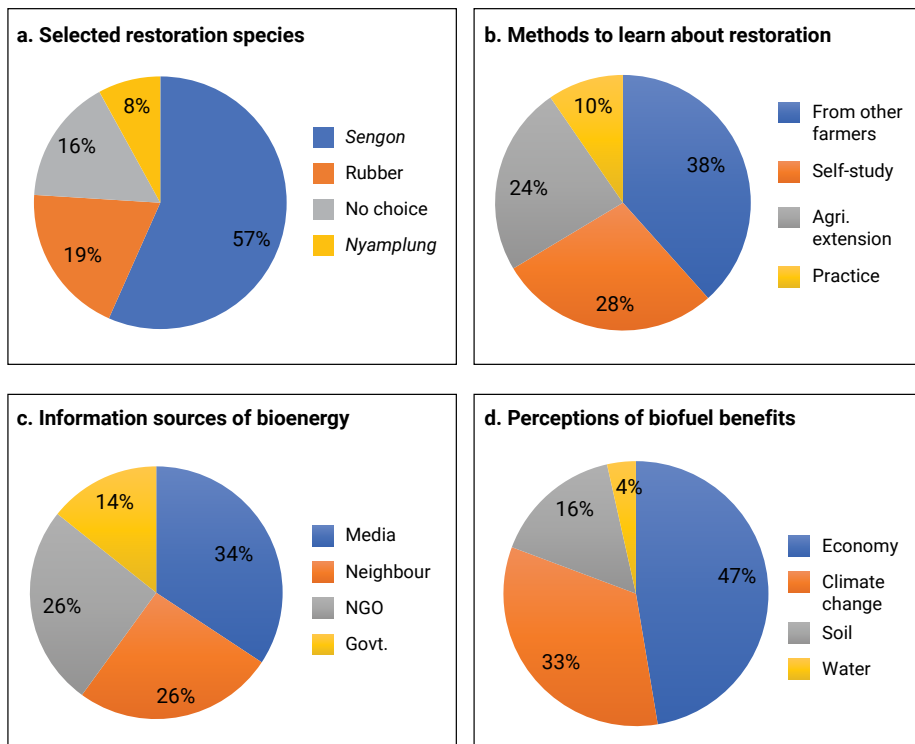 a. Selected restoration species
8%
16%
19%
57%
Sengon
Rubber
No choice
Nyamplung
b. Methods to learn about restoration
10%
24%
38%
28%
From other
farmers
Self-study
Agri.
extension
Practice
c. Information sources of bioenergy
14%
34%
26%
26%
Media
Neighbour
NGO
Govt.
d. Perceptions of biofuel benefits
4%
16%
47%
33%
Economy
Climate
change
Soil
Water